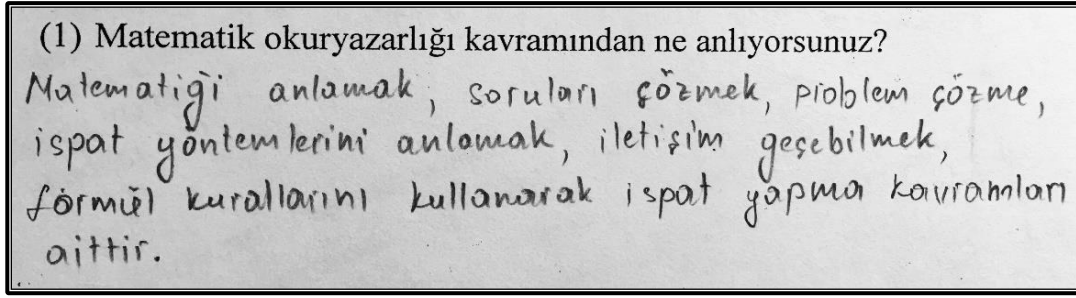 (1) Matematik okuryazarlığı kavramından ne anlıyorsunuz?
Matematiği anlamak, soruları çözmek, problem çözme,
ispat yöntemlerini anlamak, iletişim geçebilmek,
formül kurallarını kullanarak ispat yapma kavramları
aittir.